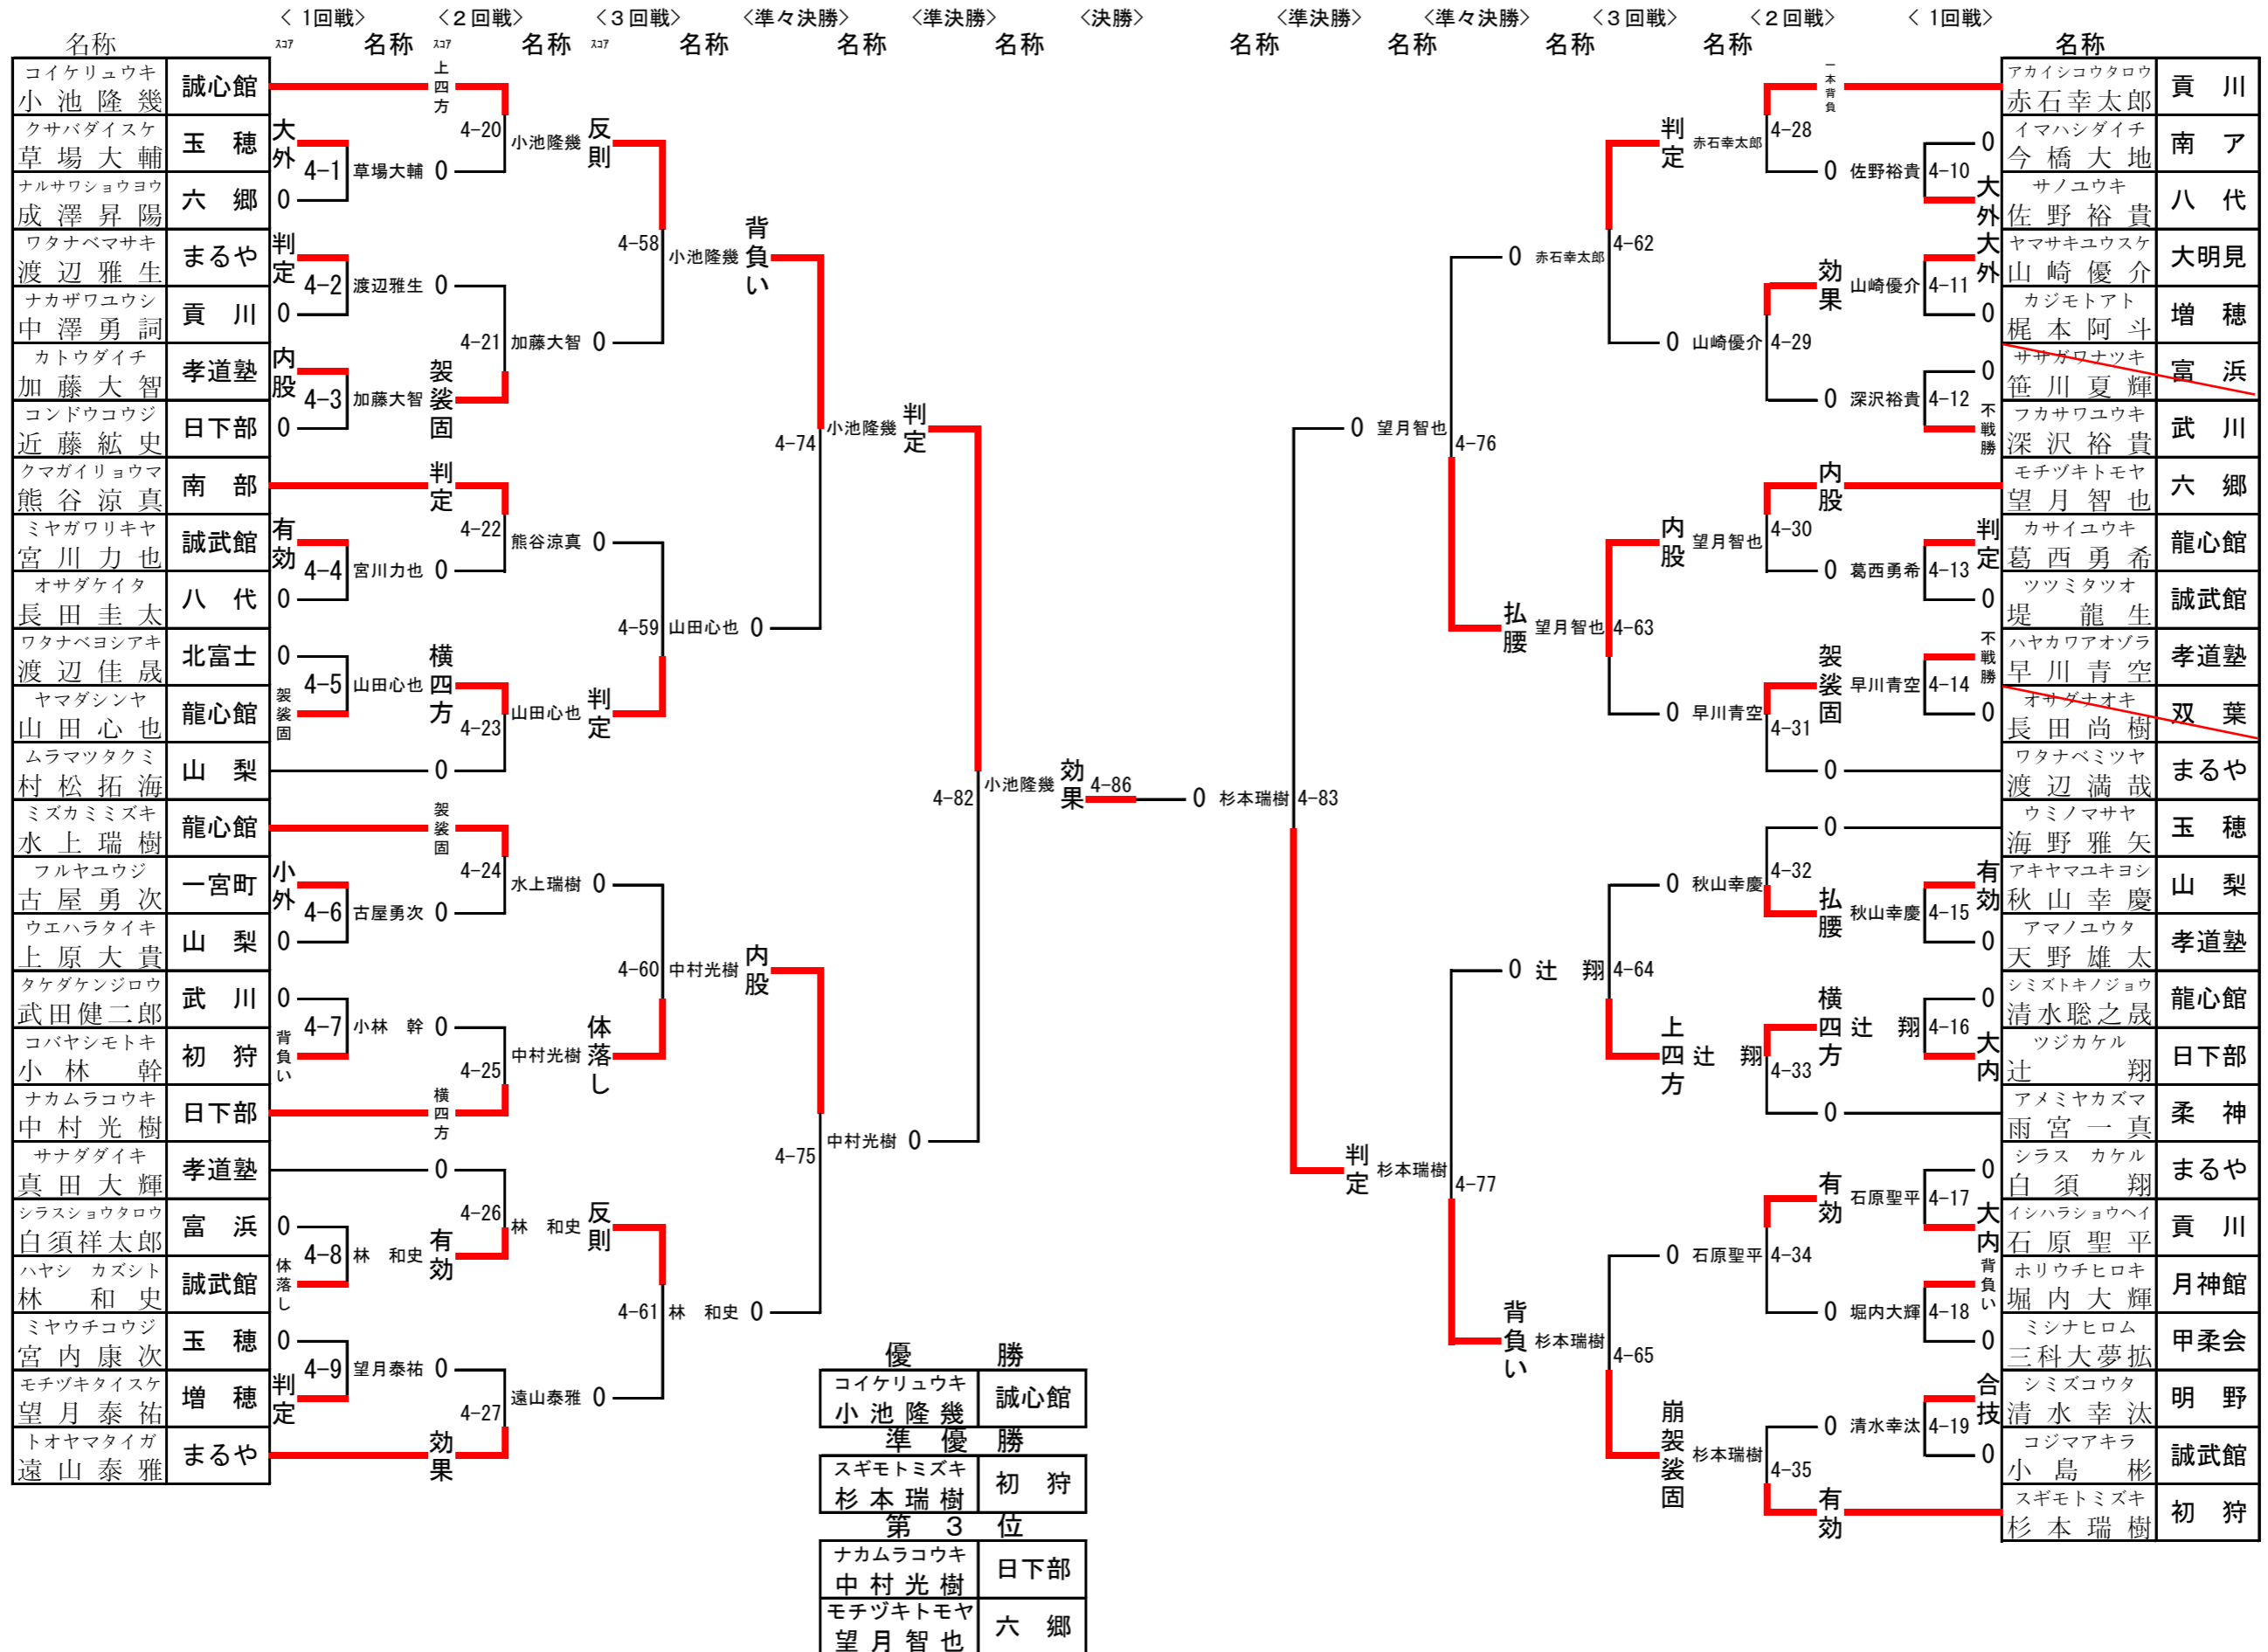 < 1回戦> <２回戦> <３回戦> <準々決勝> <準決勝> <決勝> <準決勝> <準々決勝> <３回戦> <２回戦> < 1回戦>
名称 ｽｺｱ 名称 ｽｺｱ 名称 ｽｺｱ 名称 名称 名称 名称 名称 名称 名称 名称
コイケリュウキ
小池隆幾 誠心館
クサバダイスケ
草場大輔 玉穂 大外
ナルサワショウヨウ
成澤昇陽 六郷 0
ワタナベマサキ
渡辺雅生 まるや 判定
ナカザワユウシ
中澤勇詞 貢川 0
カトウダイチ
加藤大智 孝道塾 内股
コンドウコウジ
近藤絋史 日下部 0
クマガイリョウマ
熊谷涼真 南部
ミヤガワリキヤ
宮川力也 誠武館 有効
オサダケイタ
長田圭太 八代 0
ワタナベヨシアキ
渡辺佳晟 北富士 0
ヤマダシンヤ
山田心也 龍心館 袈裟固
ムラマツタクミ
村松拓海 山梨
ミズカミミズキ
水上瑞樹 龍心館
フルヤユウジ
古屋勇次 一宮町 小外
ウエハラタイキ
上原大貴 山梨 0
タケダケンジロウ
武田健二郎 武川 0
コバヤシモトキ
小林幹 初狩 背負い
ナカムラコウキ
中村光樹 日下部
サナダダイキ
真田大輝 孝道塾
シラスショウタロウ
白須祥太郎 富浜 0
ハヤシ カズシト
林和史 誠武館 体落し
ミヤウチコウジ
宮内康次 玉穂 0
モチヅキタイスケ
望月泰祐 増穂 判定
トオヤマタイガ
遠山泰雅 まるや
4-1 草場大輔 0
4-2 渡辺雅生 0
4-3 加藤大智 袈裟固
4-4 宮川力也 0
4-5 山田心也 横四方
4-6 古屋勇次 0
4-7 小林 幹 0
4-8 林 和史 有効
4-9 望月泰祐 0
上四方 4-20 小池隆幾 反則
4-21 加藤大智 0
判定 4-22 熊谷涼真 0
4-23 0 山田心也 判定
袈裟固 4-24 水上瑞樹 0
4-25 横四方 中村光樹 体落し
0 4-26 林 和史 反則
4-27 効果 遠山泰雅 0
4-58 小池隆幾 背負い
4-59 山田心也 0
4-60 中村光樹 内股
4-61 林 和史 0
4-74 小池隆幾 判定
4-75 中村光樹 0
4-82 小池隆幾 効果 4-86 0 杉本瑞樹 4-83
0 望月智也 4-76
判定 杉本瑞樹 4-77
0 赤石幸太郎 4-62
払腰 望月智也 4-63
0 辻 翔 4-64
背負い 杉本瑞樹 4-65
判定 赤石幸太郎 4-28 一本背負
0 山崎優介 4-29
内股 望月智也 4-30 内股
0 早川青空 4-31 0
0 秋山幸慶 4-32 0
上四方 辻 翔 4-33 0
0 石原聖平 4-34
崩袈裟固 杉本瑞樹 4-35 有効
0 佐野裕貴 4-10
効果 山崎優介 4-11
0 深沢裕貴 4-12
0 葛西勇希 4-13
袈裟固 早川青空 4-14
払腰 秋山幸慶 4-15
横四方 辻 翔 4-16
有効 石原聖平 4-17
0 堀内大輝 4-18
0 清水幸汰 4-19
アカイシコウタロウ
赤石幸太郎 貢川
イマハシダイチ
0 今橋大地 南ア
サノユウキ
大外 佐野裕貴 八代
ヤマサキユウスケ
大外 山崎優介 大明見
カジモトアト
0 梶本阿斗 増穂
ササガワナツキ
0 笹川夏輝 富浜
フカサワユウキ
不戦勝 深沢裕貴 武川
モチヅキトモヤ
望月智也 六郷
カサイユウキ
判定 葛西勇希 龍心館
ツツミタツオ
0 堤龍生 誠武館
ハヤカワアオゾラ
不戦勝 早川青空 孝道塾
オサダナオキ
0 長田尚樹 双葉
ワタナベミツヤ
渡辺満哉 まるや
ウミノマサヤ
海野雅矢 玉穂
アキヤマユキヨシ
有効 秋山幸慶 山梨
アマノユウタ
0 天野雄太 孝道塾
シミズトキノジョウ
0 清水聡之晟 龍心館
ツジカケル
大内 辻翔 日下部
アメミヤカズマ
雨宮一真 柔神
シラス カケル
0 白須翔 まるや
イシハラショウヘイ
大内 石原聖平 貢川
ホリウチヒロキ
背負い 堀内大輝 月神館
ミシナヒロム
0 三科大夢拡 甲柔会
シミズコウタ
合技 清水幸汰 明野
コジマアキラ
0 小島彬 誠武館
スギモトミズキ
杉本瑞樹 初狩
優勝
コイケリュウキ
小池隆幾 誠心館
準優勝
スギモトミズキ
杉本瑞樹 初狩
第３位
ナカムラコウキ
中村光樹 日下部
モチヅキトモヤ
望月智也 六郷